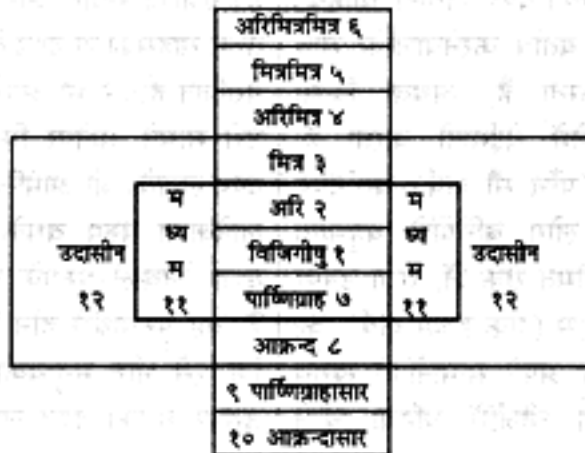 अरिमित्रमित्र ६
मित्रमित्र ५
अरिमित्र ४
मित्र ३
अरि २
विजिगीषु १
पार्ष्णिग्राह ७
आक्रन्द ८
९ पार्ष्णिग्राहासार
१० आक्रन्दासार
म
ध्य
म
११
म
ध्य
म
११
उदासीन
१२
उदासीन
१२